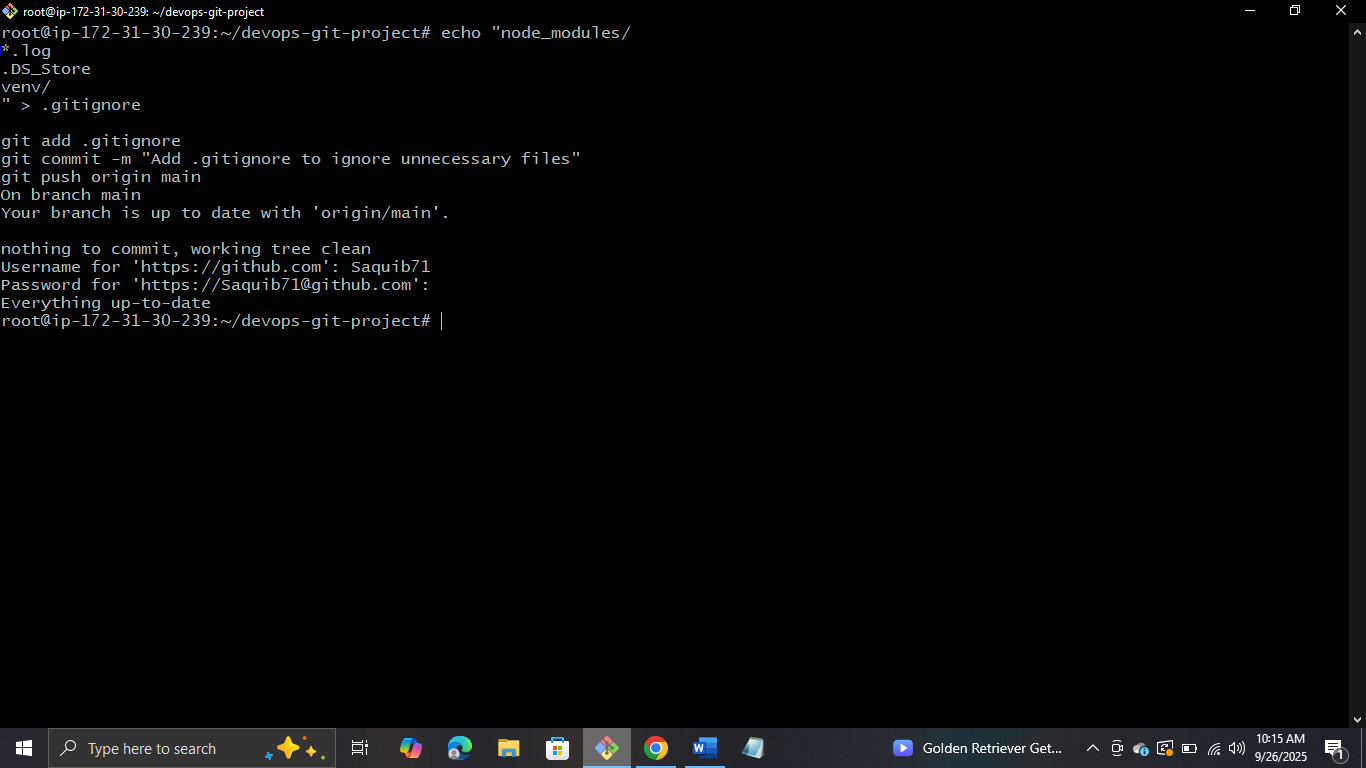 root@ip-172-31-30-239: ~/devops-git-project
root@ip-172-31-30-239:~/devops-git-project# echo "node_modules/
*.log
.DS_Store
venv/
" > .gitignore
git add .gitignore
git commit -m "Add .gitignore to ignore unnecessary files"
git push origin main
On branch main
Your branch is up to date with 'origin/main'.
nothing to commit, working tree clean
Username for 'https://github.com': Saquib71
Password for 'https://Saquib71@github.com':
Everything up-to-date
root@ip-172-31-30-239:~/devops-git-project#
Type here to search
Golden Retriever Get...
10:15 AM
9/26/2025
1